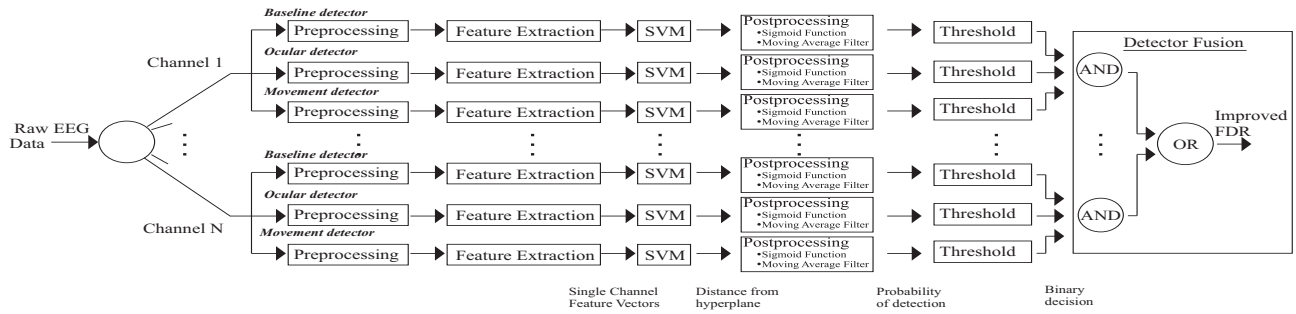 Baseline detector
Preprocessing Feature Extraction SVM Postprocessing
•Sigmoid Function
•Moving Average Filter
Threshold
Ocular detector
Channel 1
Preprocessing Feature Extraction SVM Postprocessing
•Sigmoid Function
•Moving Average Filter
Threshold
Movement detector
Preprocessing Feature Extraction SVM Postprocessing
•Sigmoid Function
•Moving Average Filter
Threshold
Raw EEG
Data
Baseline detector
Preprocessing Feature Extraction SVM Postprocessing
•Sigmoid Function
•Moving Average Filter
Threshold
Ocular detector
Channel N
Preprocessing Feature Extraction SVM Postprocessing
•Sigmoid Function
•Moving Average Filter
Threshold
Movement detector
Preprocessing Feature Extraction SVM Postprocessing
•Sigmoid Function
•Moving Average Filter
Threshold
Detector Fusion
AND
OR
AND
Improved
FDR
Single Channel
Feature Vectors
Distance from
hyperplane
Probability
of detection
Binary
decision